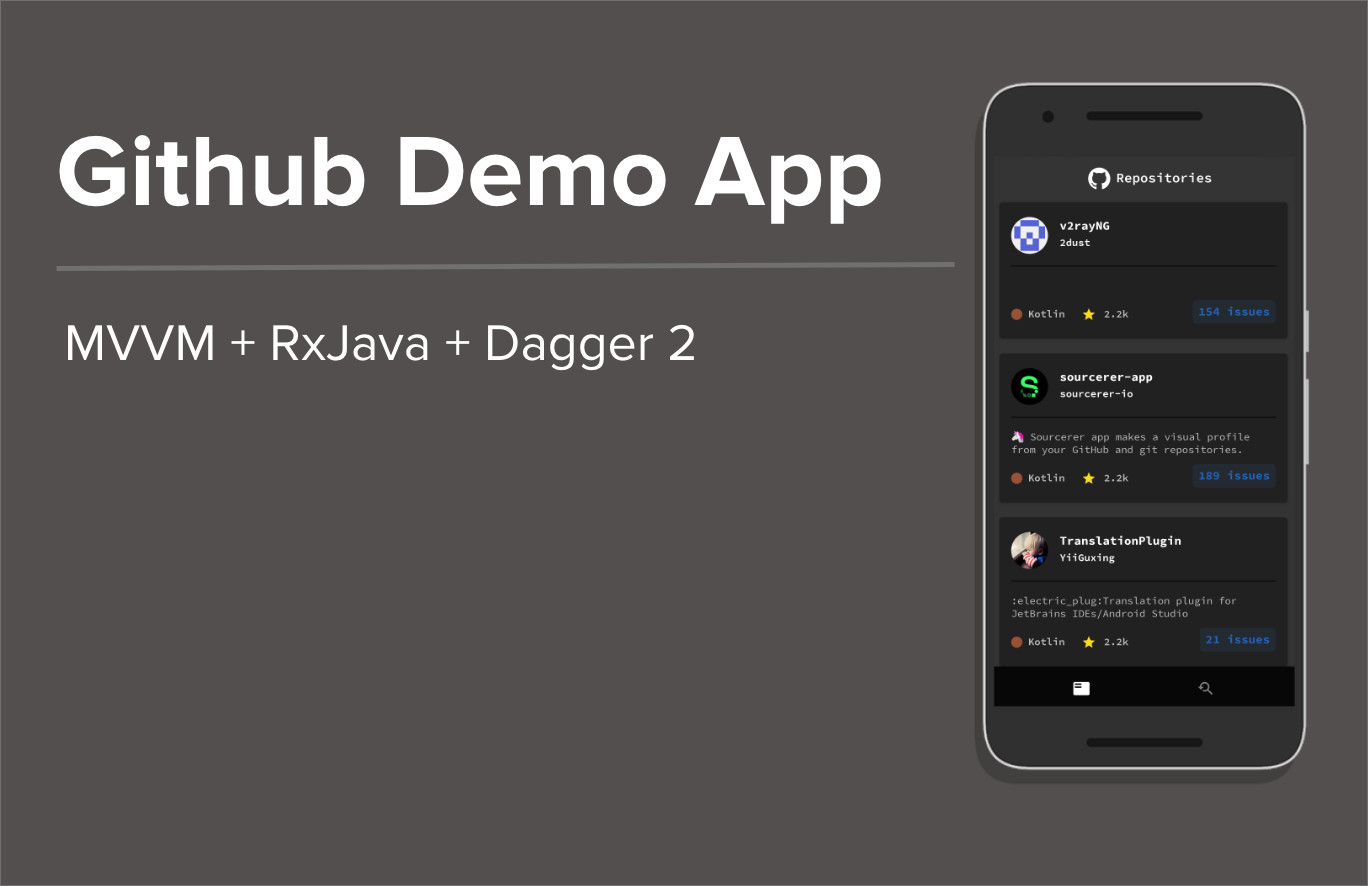 Github Demo App
MVVM + RxJava + Dagger 2
Repositories
v2rayNG
2dust
Kotlin 2.2k 154 issues
sourcerer-app
sourcerer-io
Sourcerer app makes a visual profile
from your GitHub and git repositories.
Kotlin 2.2k 189 issues
TranslationPlugin
YiiGuxing
:electric_plug:Translation plugin for
JetBrains IDEs/Android Studio
Kotlin 2.2k 21 issues